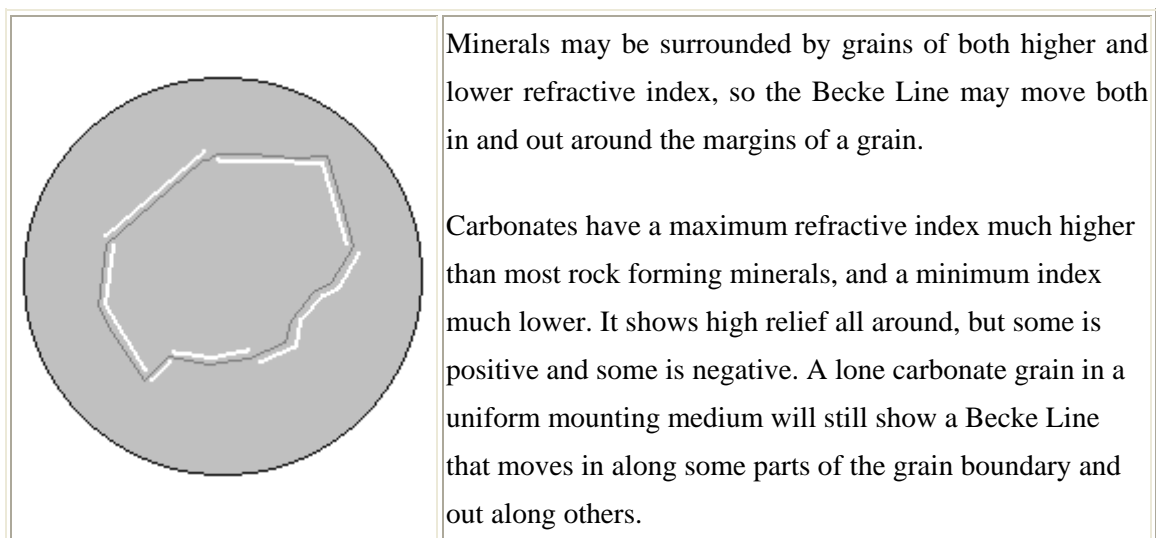 Minerals may be surrounded by grains of both higher and
lower refractive index, so the Becke Line may move both
in and out around the margins of a grain.
Carbonates have a maximum refractive index much higher
than most rock forming minerals, and a minimum index
much lower. It shows high relief all around, but some is
positive and some is negative. A lone carbonate grain in a
uniform mounting medium will still show a Becke Line
that moves in along some parts of the grain boundary and
out along others.